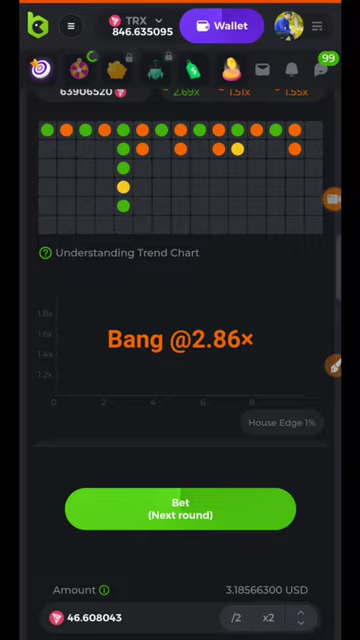 TRX
846.635095
Wallet
99
63906520
2.69x
1.51x
1.55x
Understanding Trend Chart
1.8x
1.6x
1.4x
1.2x
Bang @2.86×
0
2
4
6
8
House Edge 1%
Bet
(Next round)
Amount
3.18566300 USD
46.608043
/2
x2